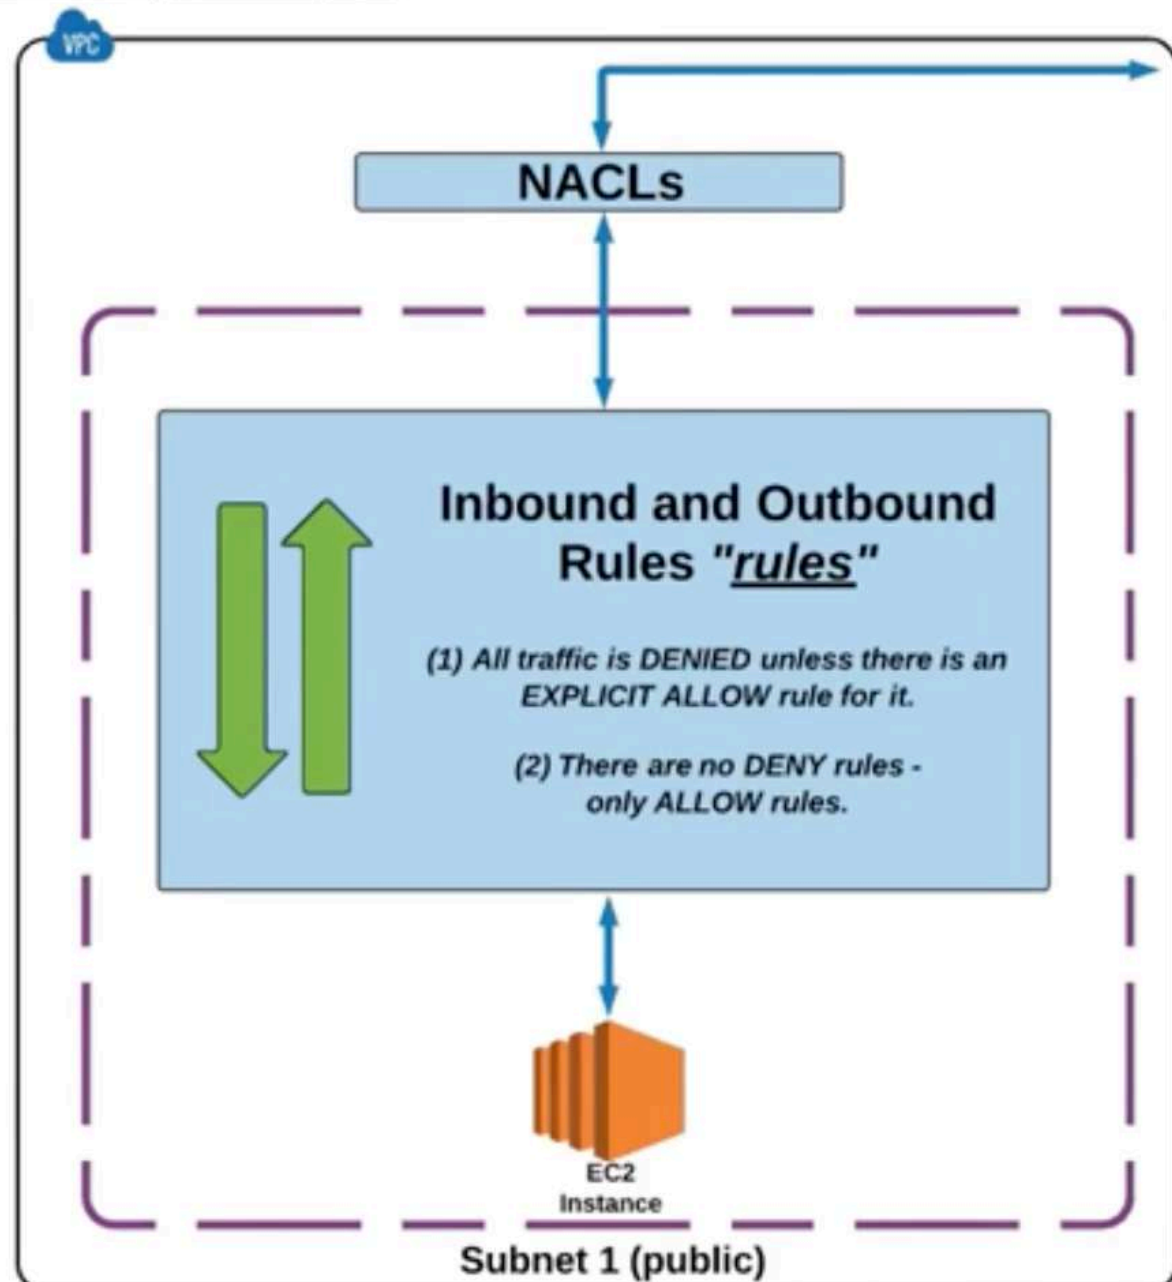 VPC
NACLs
Inbound and Outbound
Rules "rules"
(1) All traffic is DENIED unless there is an
EXPLICIT ALLOW rule for it.
(2) There are no DENY rules -
only ALLOW rules.
EC2
Instance
Subnet 1 (public)